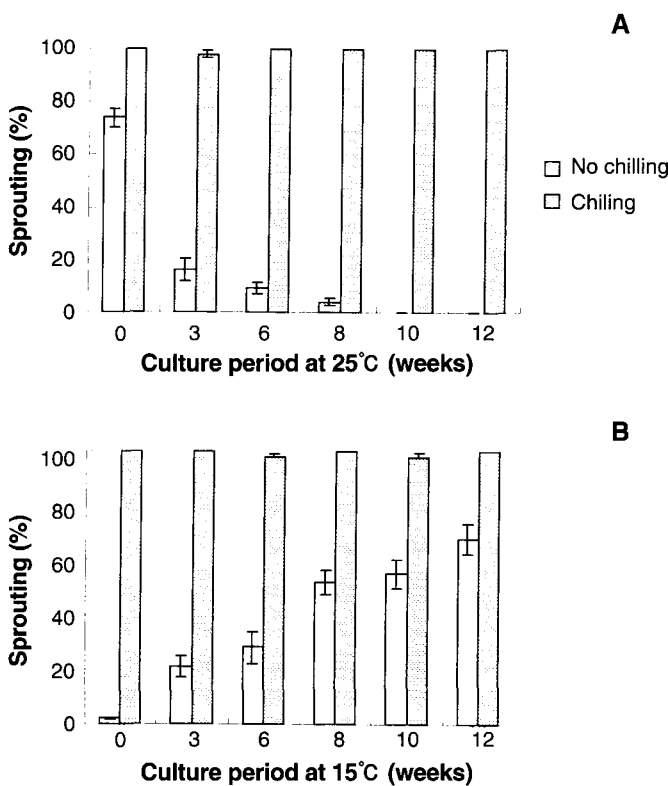 A
100
80
60
40
20
0
Sprouting (%)
No chilling
Chiling
0 3 6 8 10 12
Culture period at 25°C (weeks)
B
100
80
60
40
20
0
Sprouting (%)
0 3 6 8 10 12
Culture period at 15°C (weeks)